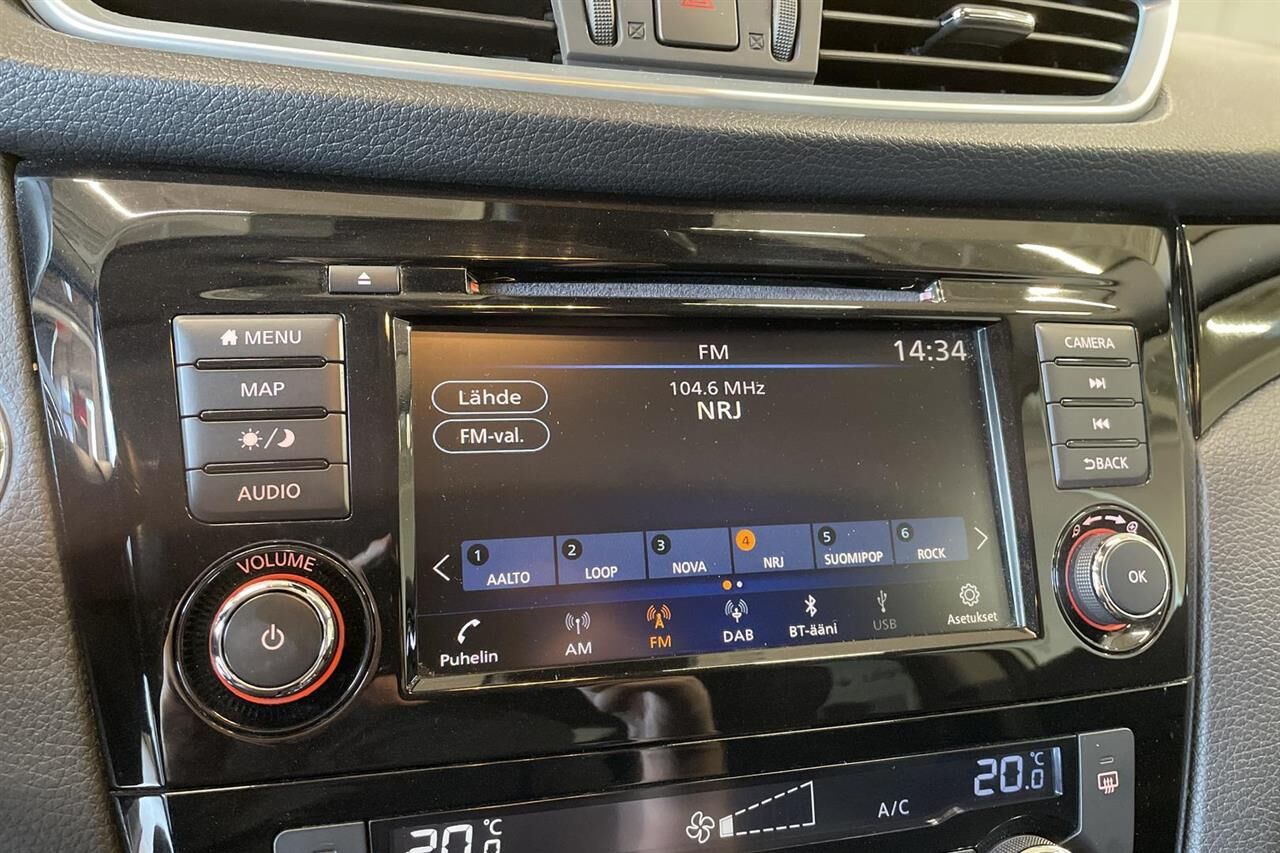 MENU
MAP
AUDIO
VOLUME
FM
14:34
Lähde
FM-val.
104.6 MHz
NRJ
1 AALTO
2 LOOP
3 NOVA
4 NRJ
5 SUOMIPOP
6 ROCK
Puhelin
AM
FM
DAB
BT-ääni
USB
Asetukset
CAMERA
BACK
OK
20.
°C
A/C
20.0
°C